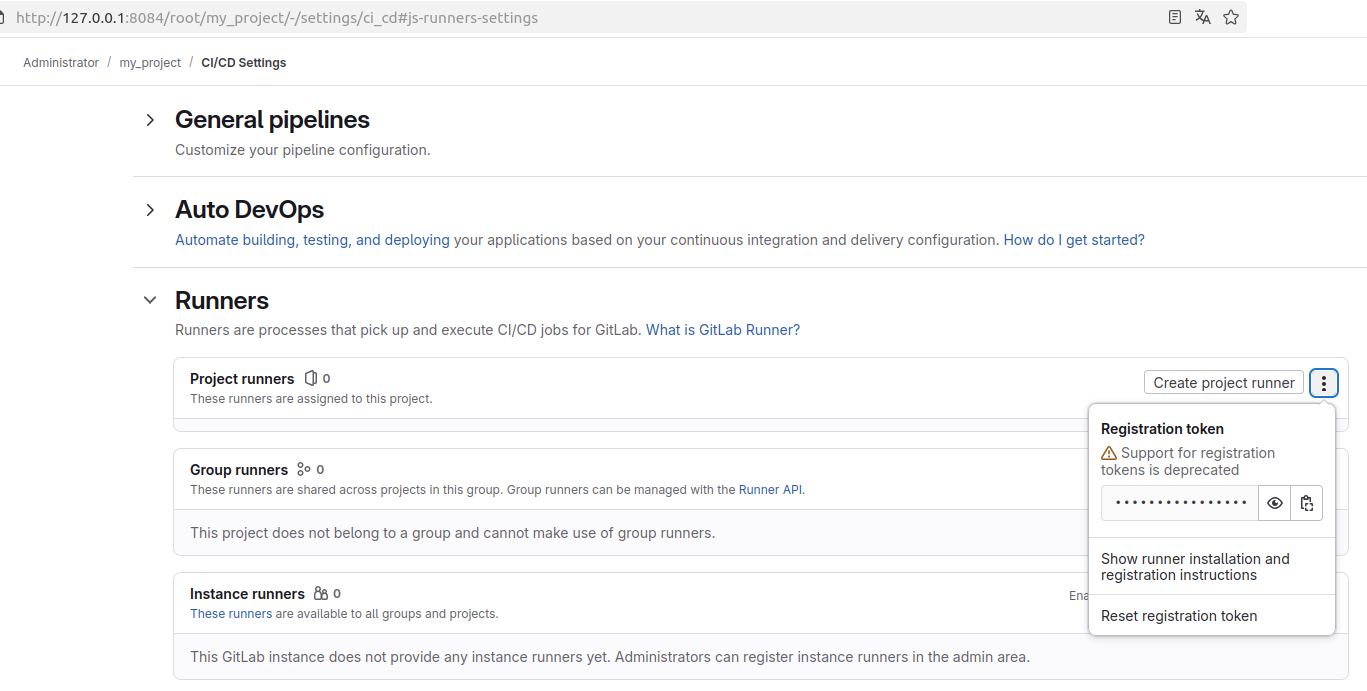 http://127.0.0.1:8084/root/my_project/-/settings/ci_cd#js-runners-settings
Administrator / my_project / CI/CD Settings
General pipelines
Customize your pipeline configuration.
Auto DevOps
Automate building, testing, and deploying your applications based on your continuous integration and delivery configuration. How do I get started?
Runners
Runners are processes that pick up and execute CI/CD jobs for GitLab. What is GitLab Runner?
Project runners 0
Create project runner
These runners are assigned to this project.
Registration token
Support for registration
tokens is deprecated
Show runner installation and
registration instructions
Reset registration token
Group runners 0
These runners are shared across projects in this group. Group runners can be managed with the Runner API.
This project does not belong to a group and cannot make use of group runners.
Instance runners 0
Ena
These runners are available to all groups and projects.
This GitLab instance does not provide any instance runners yet. Administrators can register instance runners in the admin area.